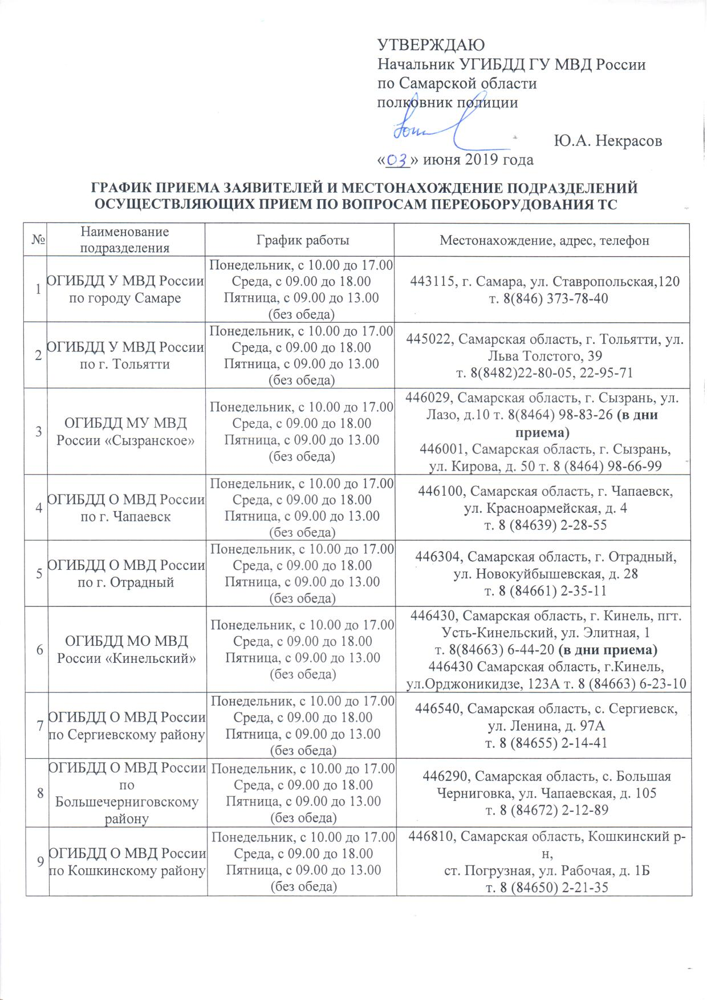 УТВЕРЖДАЮ
Начальник УГИБДД ГУ МВД России
по Самарской области
полковник полиции
Ю.А. Некрасов
«03» июня 2019 года
ГРАФИК ПРИЕМА ЗАЯВИТЕЛЕЙ И МЕСТОНАХОЖДЕНИЕ ПОДРАЗДЕЛЕНИЙ
ОСУЩЕСТВЛЯЮЩИХ ПРИЕМ ПО ВОПРОСАМ ПЕРЕОБОРУДОВАНИЯ ТС
№
Наименование
подразделения
График работы
Местонахождение, адрес, телефон
1
ОГИБДД У МВД России
по городу Самаре
Понедельник, с 10.00 до 17.00
Среда, с 09.00 до 18.00
Пятница, с 09.00 до 13.00
(без обеда)
443115, г. Самара, ул. Ставропольская,120
т. 8(846) 373-78-40
2
ОГИБДД У МВД России
по г. Тольятти
Понедельник, с 10.00 до 17.00
Среда, с 09.00 до 18.00
Пятница, с 09.00 до 13.00
(без обеда)
445022, Самарская область, г. Тольятти, ул.
Льва Толстого, 39
т. 8(8482)22-80-05, 22-95-71
3
ОГИБДД МУ МВД
России «Сызранское»
Понедельник, с 10.00 до 17.00
Среда, с 09.00 до 18.00
Пятница, с 09.00 до 13.00
(без обеда)
446029, Самарская область, г. Сызрань, ул.
Лазо, д.10 т. 8(8464) 98-83-26 (в дни
приема)
446001, Самарская область, г. Сызрань,
ул. Кирова, д. 50 т. 8 (8464) 98-66-99
4
ОГИБДД О МВД России
по г. Чапаевск
Понедельник, с 10.00 до 17.00
Среда, с 09.00 до 18.00
Пятница, с 09.00 до 13.00
(без обеда)
446100, Самарская область, г. Чапаевск,
ул. Красноармейская, д. 4
т. 8 (84639) 2-28-55
5
ОГИБДД О МВД России
по г. Отрадный
Понедельник, с 10.00 до 17.00
Среда, с 09.00 до 18.00
Пятница, с 09.00 до 13.00
(без обеда)
446304, Самарская область, г. Отрадный,
ул. Новокуйбышевская, д. 28
т. 8 (84661) 2-35-11
6
ОГИБДД МО МВД
России «Кинельский»
Понедельник, с 10.00 до 17.00
Среда, с 09.00 до 18.00
Пятница, с 09.00 до 13.00
(без обеда)
446430, Самарская область, г. Кинель, пгт.
Усть-Кинельский, ул. Элитная, 1
т. 8(84663) 6-44-20 (в дни приема)
446430 Самарская область, г.Кинель,
ул.Орджоникидзе, 123А т. 8 (84663) 6-23-10
7
ОГИБДД О МВД России
по Сергиевскому району
Понедельник, с 10.00 до 17.00
Среда, с 09.00 до 18.00
Пятница, с 09.00 до 13.00
(без обеда)
446540, Самарская область, с. Сергиевск,
ул. Ленина, д. 97А
т. 8 (84655) 2-14-41
8
ОГИБДД О МВД России
по
Большечерниговскому
району
Понедельник, с 10.00 до 17.00
Среда, с 09.00 до 18.00
Пятница, с 09.00 до 13.00
(без обеда)
446290, Самарская область, с. Большая
Черниговка, ул. Чапаевская, д. 105
т. 8 (84672) 2-12-89
9
ОГИБДД О МВД России
по Кошкинскому району
Понедельник, с 10.00 до 17.00
Среда, с 09.00 до 18.00
Пятница, с 09.00 до 13.00
(без обеда)
446810, Самарская область, Кошкинский р-
н,
ст. Погрузная, ул. Рабочая, д. 1Б
т. 8 (84650) 2-21-35